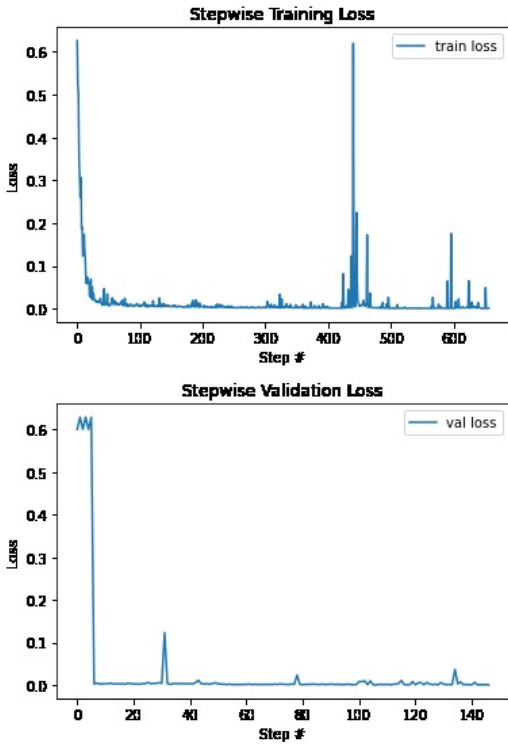 Stepwise Training Loss
train loss
0.6
0.5
0.4
0.3
0.2
0.1
0.0
Loss
0 100 200 300 400 500 600
Step #
Stepwise Validation Loss
val loss
0.6
0.5
0.4
0.3
0.2
0.1
0.0
Loss
0 20 40 60 80 100 120 140
Step #